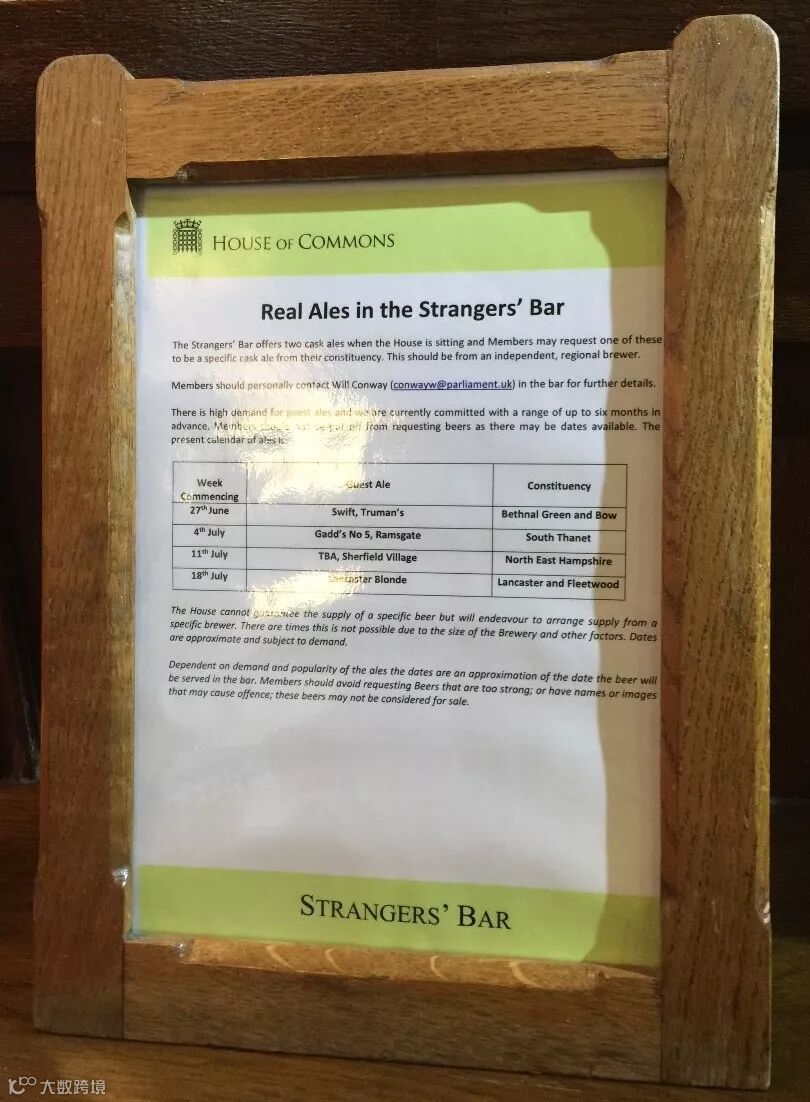 HOUSE OF COMMONS
Real Ales in the Strangers' Bar
The Strangers' Bar offers two cask ales when the House is sitting and Members may request one of these
to be a specific cask ale from their constituency. This should be from an independent, regional brewer.
Members should personally contact Will Conway (conwayw@parliament.uk) in the bar for further details.
There is high demand for guest ales and we are currently committed with a range of up to six months in
advance. Members should not be put off from requesting beers as there may be dates available. The
present calendar of ales is:
Week Commencing Guest Ale Constituency
27th June Swift, Truman's Bethnal Green and Bow
4th July Gadd's No 5, Ramsgate South Thanet
11th July TBA, Sherfield Village North East Hampshire
18th July Lancaster Blonde Lancaster and Fleetwood
The House cannot guarantee the supply of a specific beer but will endeavour to arrange supply from a
specific brewer. There are times this is not possible due to the size of the Brewery and other factors. Dates
are approximate and subject to demand.
Dependent on demand and popularity of the ales the dates are an approximation of the date the beer will
be served in the bar. Members should avoid requesting Beers that are too strong; or have names or images
that may cause offence; these beers may not be considered for sale.
STRANGERS' BAR
大数跨境